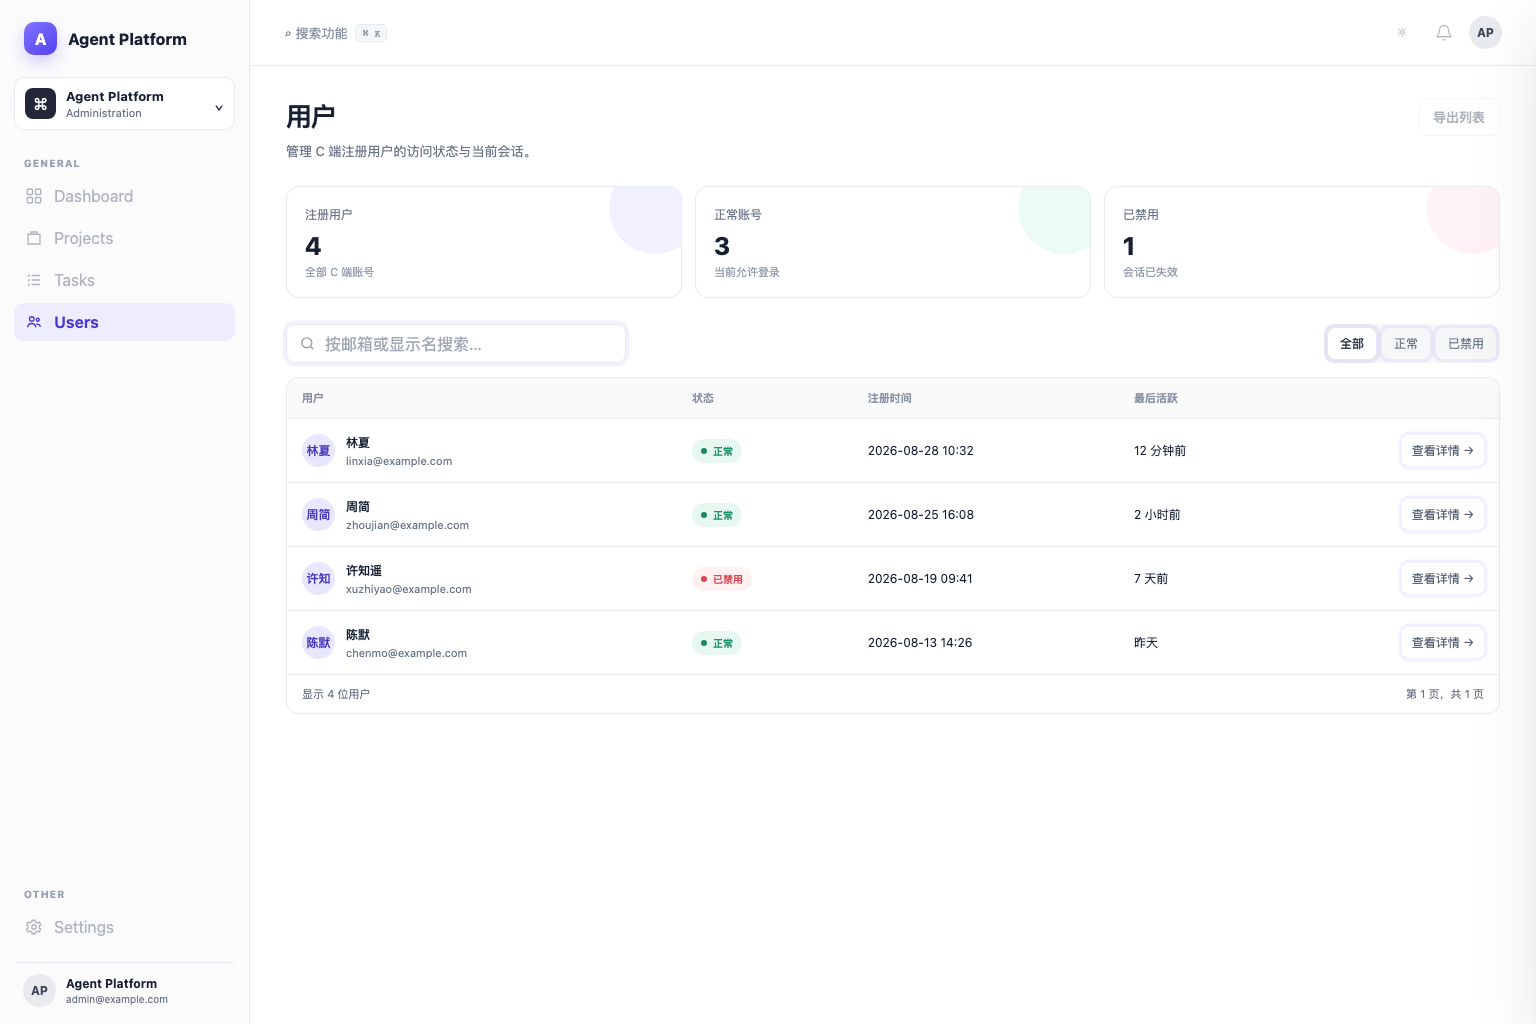 A Agent Platform
⌘ Agent Platform
Administration
GENERAL
Dashboard
Projects
Tasks
Users
OTHER
Settings
AP Agent Platform
admin@example.com
搜索功能 ⌘ K
AP
用户
导出列表
管理 C 端注册用户的访问状态与当前会话。
注册用户
4
全部 C 端账号
正常账号
3
当前允许登录
已禁用
1
会话已失效
按邮箱或显示名搜索...
全部 正常 已禁用
用户 状态 注册时间 最后活跃
林夏 林夏 正常 2026-08-28 10:32 12 分钟前 查看详情 →
linxia@example.com
周简 周简 正常 2026-08-25 16:08 2 小时前 查看详情 →
zhoujian@example.com
许知 许知遥 已禁用 2026-08-19 09:41 7 天前 查看详情 →
xuzhiyao@example.com
陈默 陈默 正常 2026-08-13 14:26 昨天 查看详情 →
chenmo@example.com
显示 4 位用户 第 1 页，共 1 页